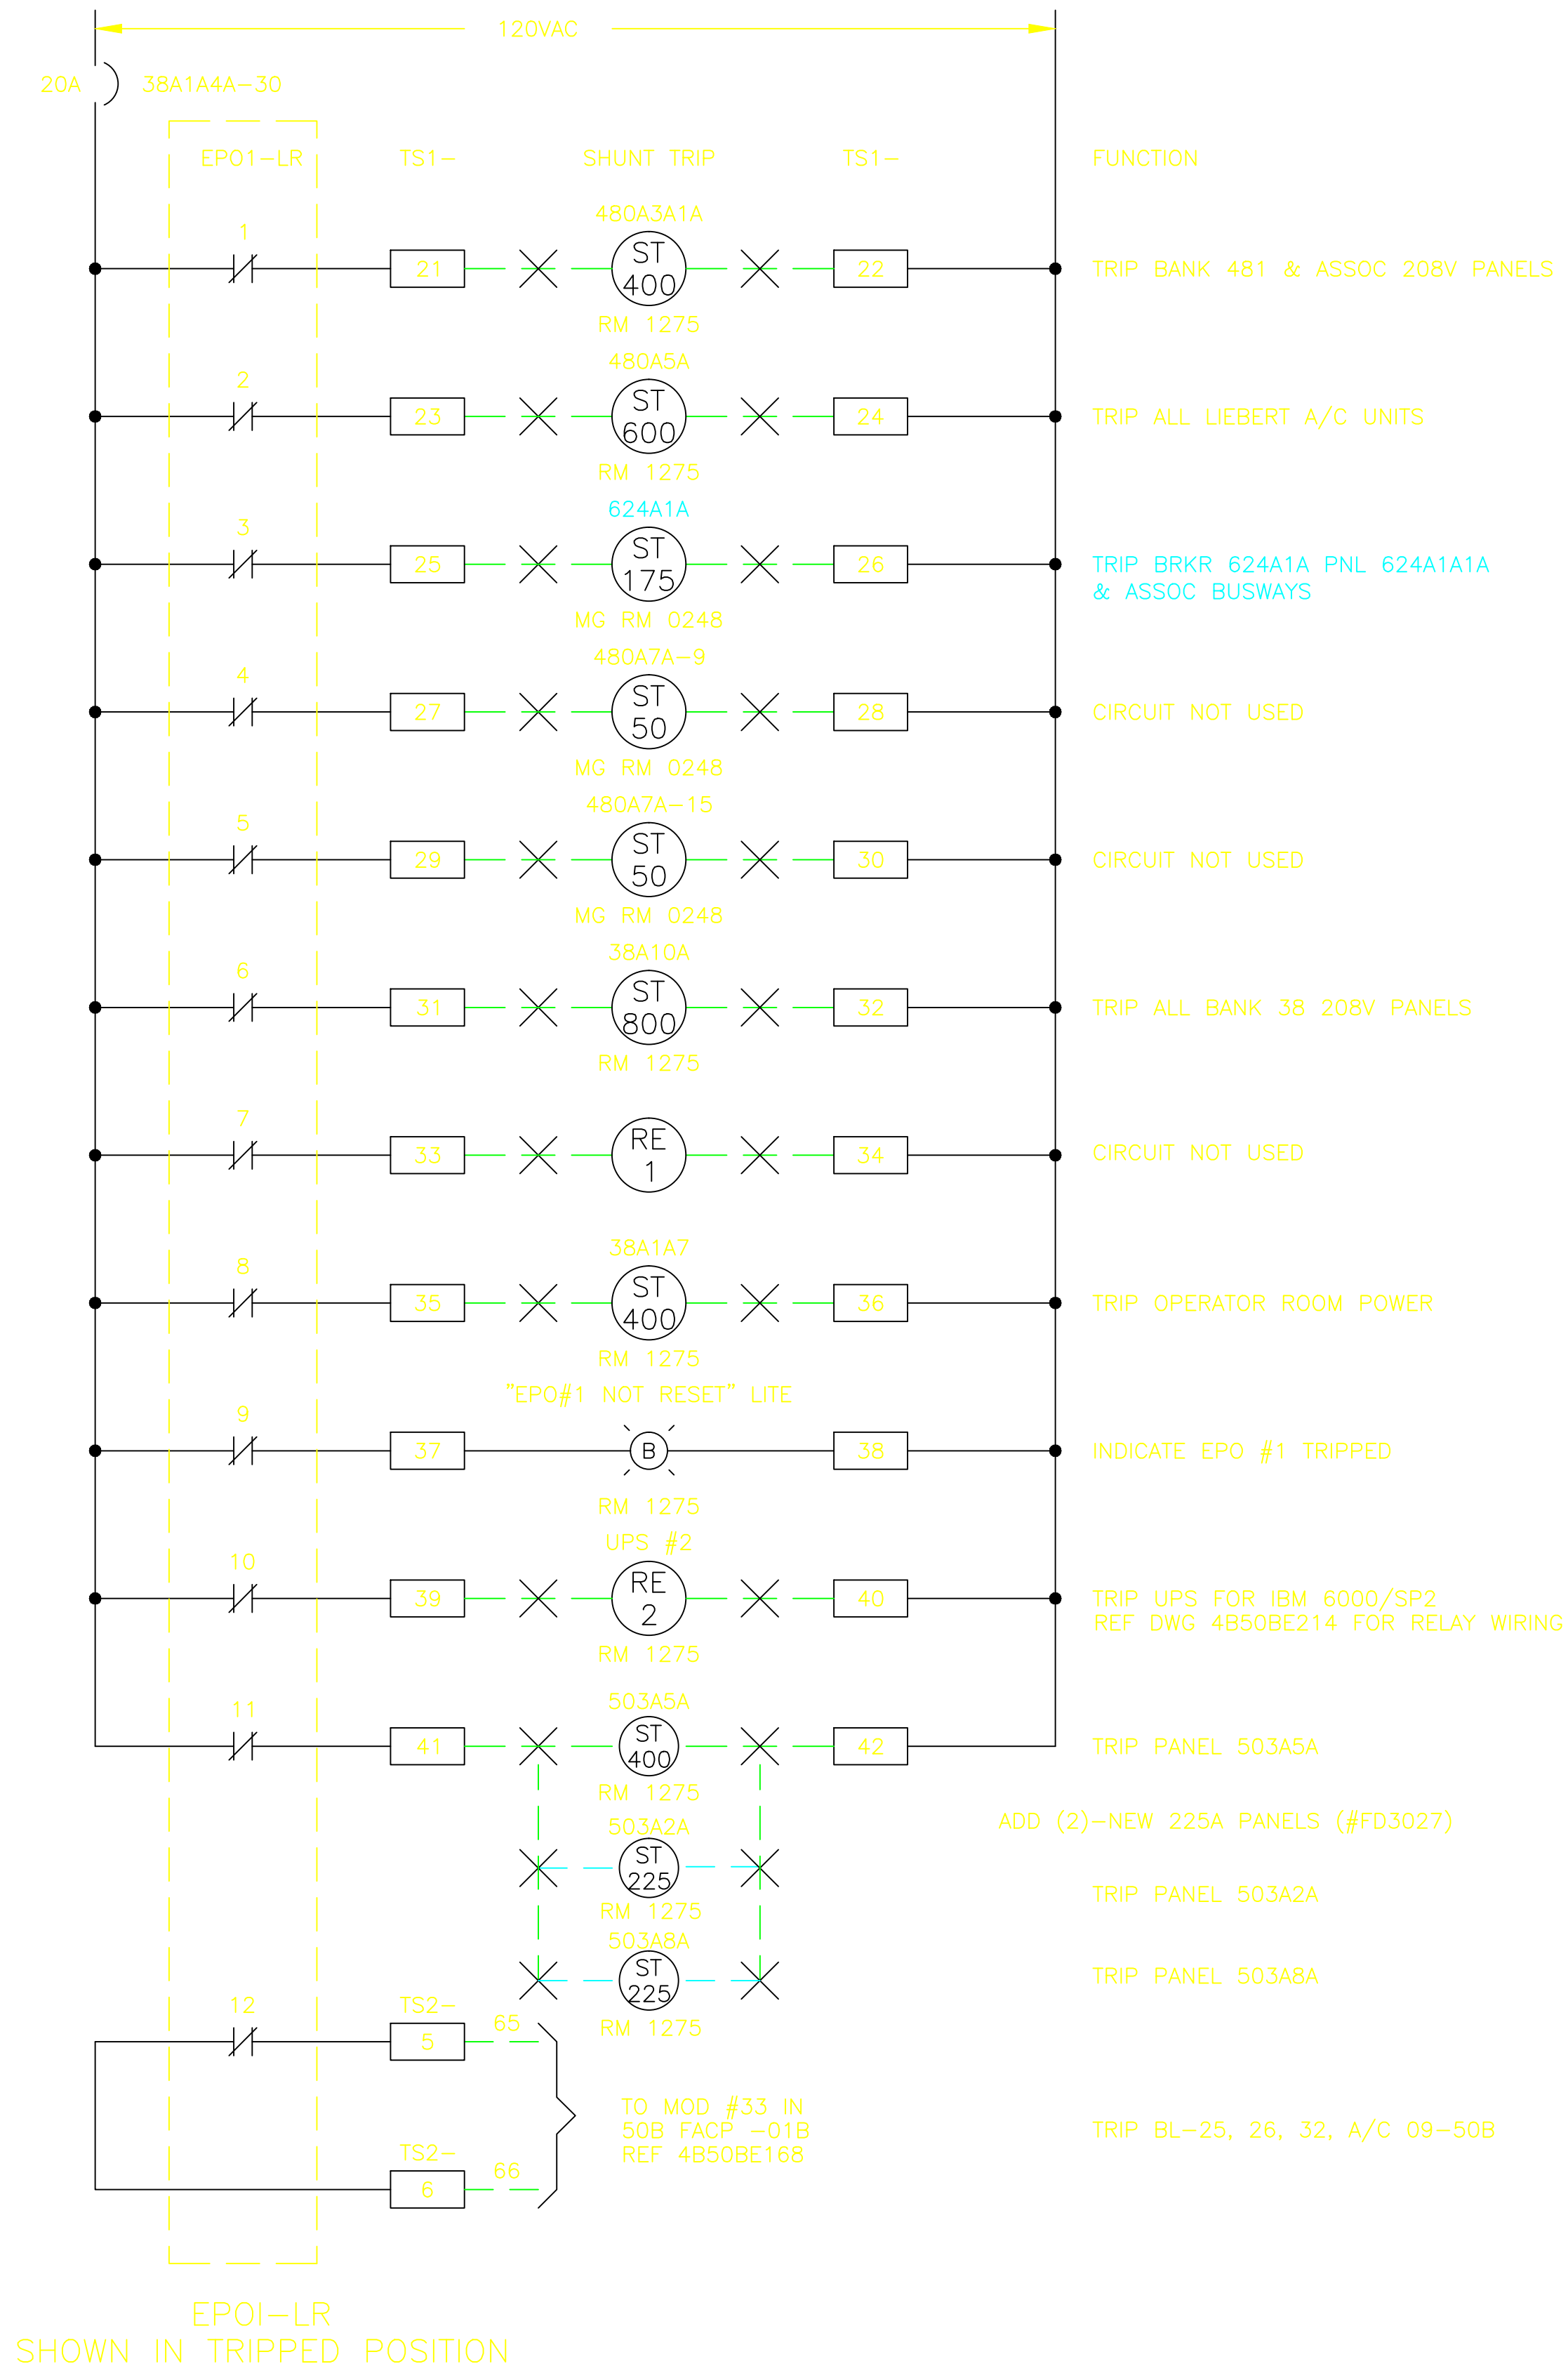 120VAC
20A 38A1A4A-30
EPO1-LR TS1- SHUNT TRIP TS1- FUNCTION
480A3A1A
1
21 ST 400 22 TRIP BANK 481 & ASSOC 208V PANELS
RM 1275
480A5A
2
23 ST 600 24 TRIP ALL LIEBERT A/C UNITS
RM 1275
624A1A
3
25 ST 175 26 TRIP BRKR 624A1A PNL 624A1A1A
& ASSOC BUSWAYS
MG RM 0248
480A7A-9
4
27 ST 50 28 CIRCUIT NOT USED
MG RM 0248
480A7A-15
5
29 ST 50 30 CIRCUIT NOT USED
MG RM 0248
38A10A
6
31 ST 800 32 TRIP ALL BANK 38 208V PANELS
RM 1275
7
33 RE 1 34 CIRCUIT NOT USED
38A1A7
8
35 ST 400 36 TRIP OPERATOR ROOM POWER
RM 1275
"EPO#1 NOT RESET" LITE
9
37 B 38 INDICATE EPO #1 TRIPPED
RM 1275
UPS #2
10
39 RE 2 40 TRIP UPS FOR IBM 6000/SP2
REF DWG 4B50BE214 FOR RELAY WIRING
RM 1275
503A5A
11
41 ST 400 42 TRIP PANEL 503A5A
RM 1275
ADD (2)-NEW 225A PANELS (#FD3027)
503A2A
ST 225
TRIP PANEL 503A2A
RM 1275
503A8A
ST 225
TRIP PANEL 503A8A
RM 1275
12 TS2-
5 65
TO MOD #33 IN
50B FACP -01B
REF 4B50BE168
TRIP BL-25, 26, 32, A/C 09-50B
TS2-
6 66
EPOI-LR
SHOWN IN TRIPPED POSITION